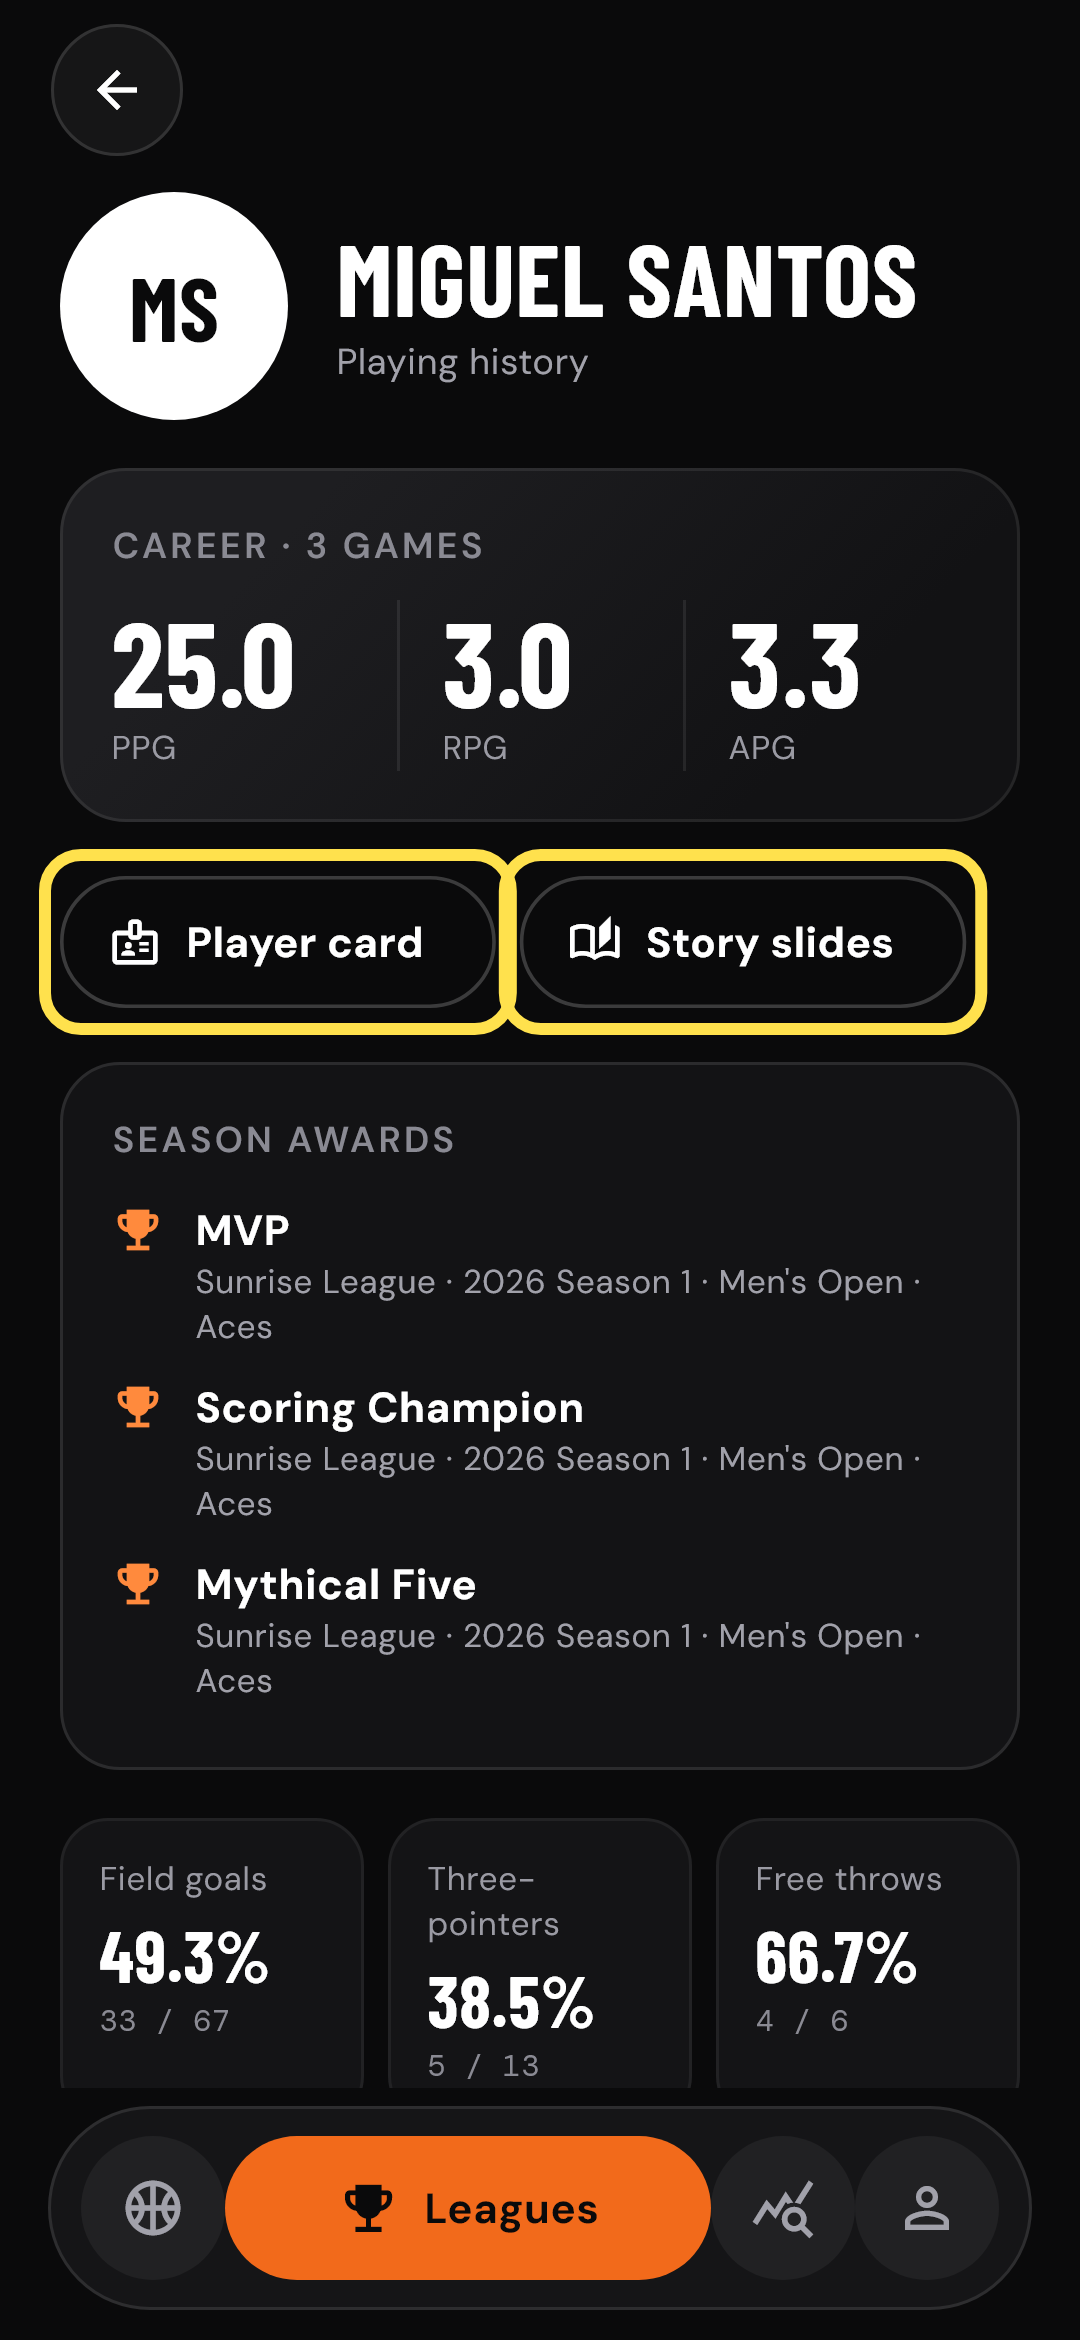 MS
MIGUEL SANTOS
Playing history
CAREER · 3 GAMES
25.0
PPG
3.0
RPG
3.3
APG
Player card
Story slides
SEASON AWARDS
MVP
Sunrise League · 2026 Season 1 · Men's Open ·
Aces
Scoring Champion
Sunrise League · 2026 Season 1 · Men's Open ·
Aces
Mythical Five
Sunrise League · 2026 Season 1 · Men's Open ·
Aces
Field goals
49.3%
33 / 67
Three-
pointers
38.5%
5 / 13
Free throws
66.7%
4 / 6
Leagues